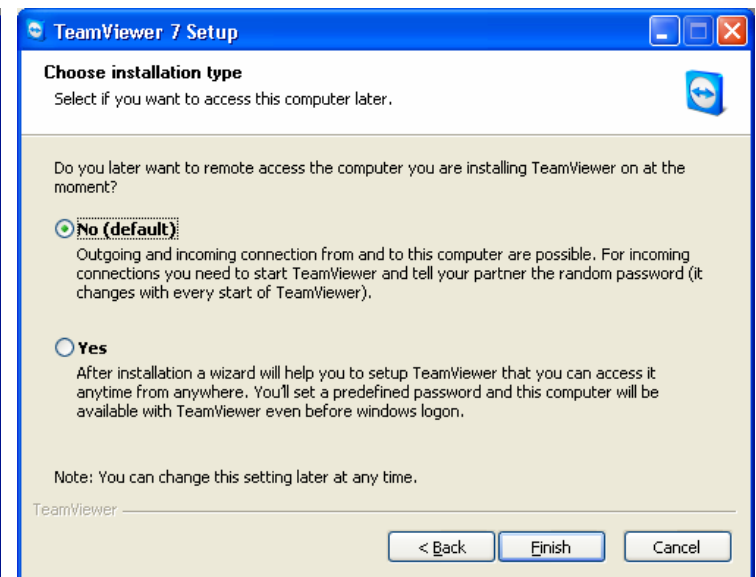 TeamViewer 7 Setup
Choose installation type
Select if you want to access this computer later.
Do you later want to remote access the computer you are installing TeamViewer on at the
moment?
No (default)
Outgoing and incoming connection from and to this computer are possible. For incoming
connections you need to start TeamViewer and tell your partner the random password (it
changes with every start of TeamViewer).
Yes
After installation a wizard will help you to setup TeamViewer that you can access it
anytime from anywhere. You'll set a predefined password and this computer will be
available with TeamViewer even before windows logon.
Note: You can change this setting later at any time.
TeamViewer
< Back Finish Cancel